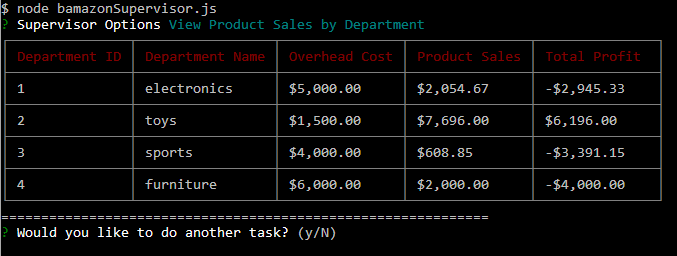 $ node bamazonSupervisor.js
? Supervisor Options View Product Sales by Department
Department ID Department Name Overhead Cost Product Sales Total Profit
1 electronics $5,000.00 $2,054.67 -$2,945.33
2 toys $1,500.00 $7,696.00 $6,196.00
3 sports $4,000.00 $608.85 -$3,391.15
4 furniture $6,000.00 $2,000.00 -$4,000.00
===========================================================
? Would you like to do another task? (y/N)